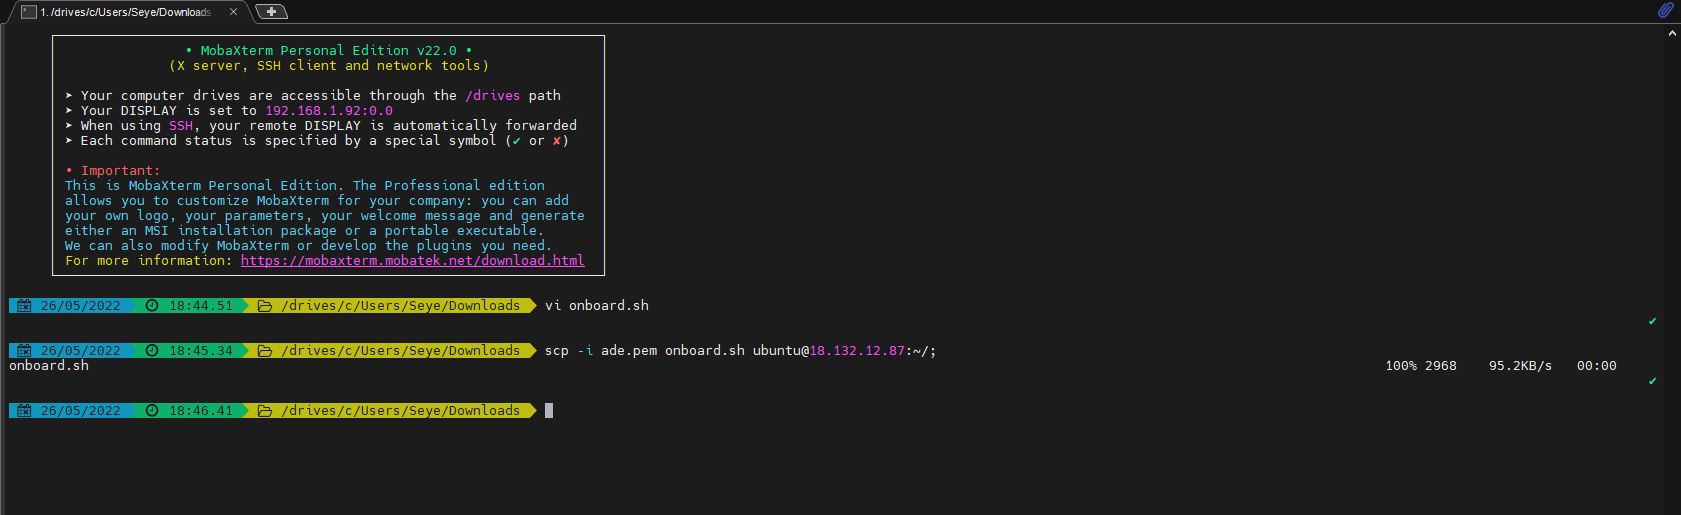 1. /drives/c/Users/Seye/Downloads
• MobaXterm Personal Edition v22.0 •
(X server, SSH client and network tools)
➤ Your computer drives are accessible through the /drives path
➤ Your DISPLAY is set to 192.168.1.92:0.0
➤ When using SSH, your remote DISPLAY is automatically forwarded
➤ Each command status is specified by a special symbol (✔ or ✘)
• Important:
This is MobaXterm Personal Edition. The Professional edition
allows you to customize MobaXterm for your company: you can add
your own logo, your parameters, your welcome message and generate
either an MSI installation package or a portable executable.
We can also modify MobaXterm or develop the plugins you need.
For more information: https://mobaxterm.mobatek.net/download.html
26/05/2022 18:44.51 /drives/c/Users/Seye/Downloads vi onboard.sh
✔
26/05/2022 18:45.34 /drives/c/Users/Seye/Downloads scp -i ade.pem onboard.sh ubuntu@18.132.12.87:~/;
onboard.sh 100% 2968 95.2KB/s 00:00
✔
26/05/2022 18:46.41 /drives/c/Users/Seye/Downloads